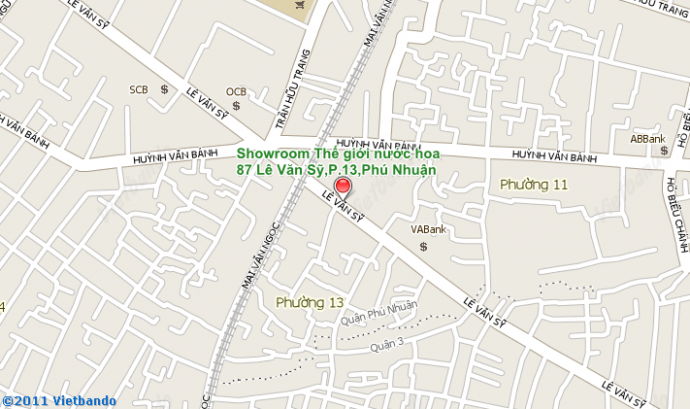 MAI VĂN NGỌC
LÊ VĂN SỸ
TRẦN HỮU TRANG
SCB
$
OCB
$
LÊ VĂN SỸ
HUỲNH VĂN BÁNH
HUỲNH VĂN BÁNH
HUỲNH VĂN BÁNH
HUỲNH VĂN BÁNH
ABBank
$
HỒ BIỂU
Showroom Thế giới nước hoa
87 Lê Văn Sỹ,P.13,Phú Nhuận
Phường 11
HỒ BIỂU CHÁNH
LÊ VĂN SỸ
VABank
$
MAI VĂN NGỌC
Phường 13
Quận Phú Nhuận
Quận 3
LÊ VĂN SỸ
LÊ VĂN SỸ
4
©2011 Vietbando